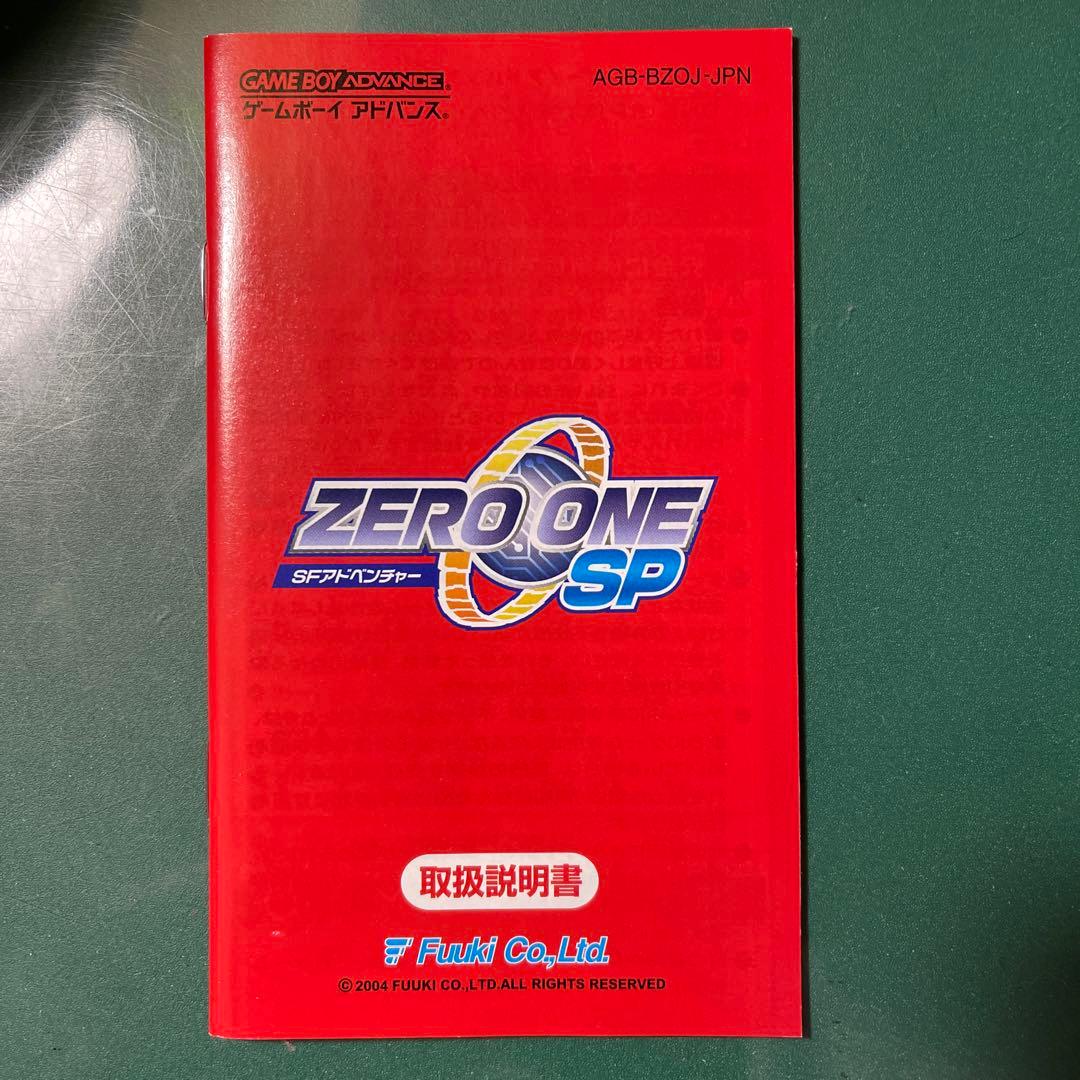 GAME BOY ADVANCE
AGB-BZOJ-JPN
ゲームボーイ アドバンス
ZERO ONE
SFアドベンチャー
SP
取扱説明書
Fuuki Co.,Ltd.
© 2004 FUUKI CO.,LTD.ALL RIGHTS RESERVED